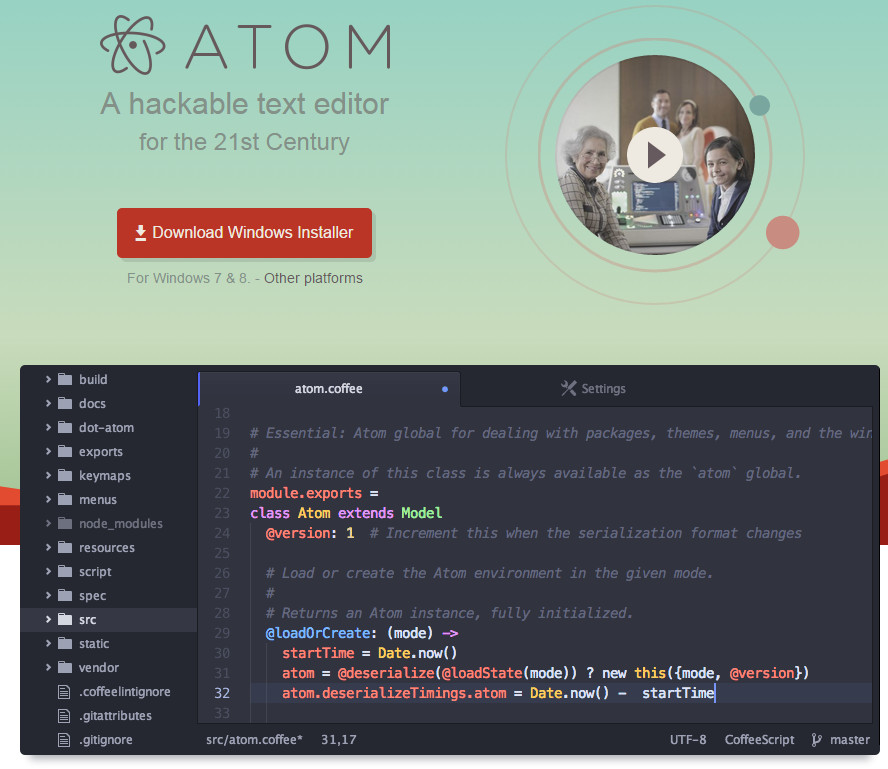 ATOM
A hackable text editor
for the 21st Century
Download Windows Installer
For Windows 7 & 8. - Other platforms
build
docs
dot-atom
exports
keymaps
menus
node_modules
resources
script
spec
src
static
vendor
.coffeelintignore
.gitattributes
.gitignore
atom.coffee
Settings
18
19 # Essential: Atom global for dealing with packages, themes, menus, and the win
20 #
21 # An instance of this class is always available as the `atom` global.
22 module.exports =
23 class Atom extends Model
24 @version: 1 # Increment this when the serialization format changes
25
26 # Load or create the Atom environment in the given mode.
27 #
28 # Returns an Atom instance, fully initialized.
29 @loadOrCreate: (mode) ->
30 startTime = Date.now()
31 atom = @deserialize(@loadState(mode)) ? new this({mode, @version})
32 atom.deserializeTimings.atom = Date.now() - startTime
33
src/atom.coffee* 31,17
UTF-8 CoffeeScript master